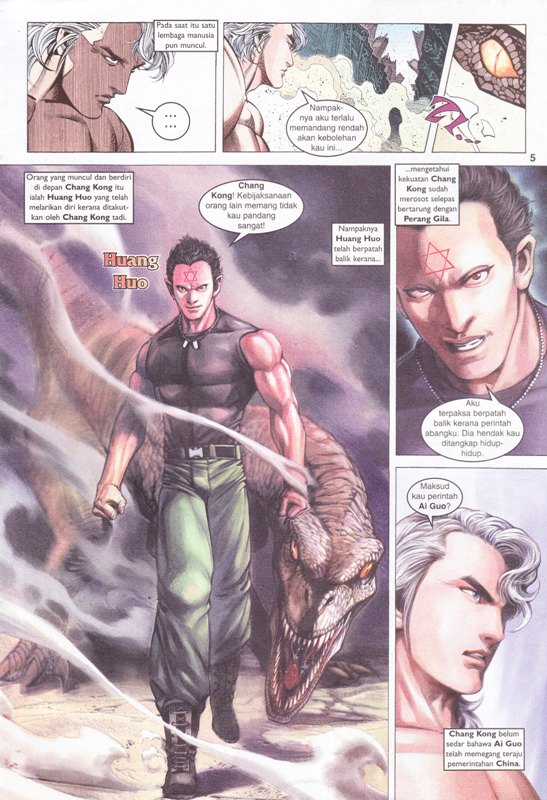 Pada saat itu satu
lembaga manusia
pun muncul.
...
...
Nampak-
nya aku terlalu
memandang rendah
akan kebolehan
kau ini...
5
Orang yang muncul dan berdiri
di depan Chang Kong itu
ialah Huang Huo yang telah
melarikan diri kerana ditakut-
kan oleh Chang Kong tadi.
Chang
Kong! Kebijaksanaan
orang lain memang tidak
kau pandang
sangat!
Huang
Huo
Nampaknya
Huang Huo
telah berpatah
balik kerana...
...mengetahui
kekuatan Chang
Kong sudah
merosot selepas
bertarung dengan
Perang Gila.
Aku
terpaksa berpatah
balik kerana perintah
abangku. Dia hendak kau
ditangkap hidup-
hidup.
Maksud
kau perintah
Ai Guo?
Chang Kong belum
sedar bahawa Ai Guo
telah memegang teraju
pemerintahan China.